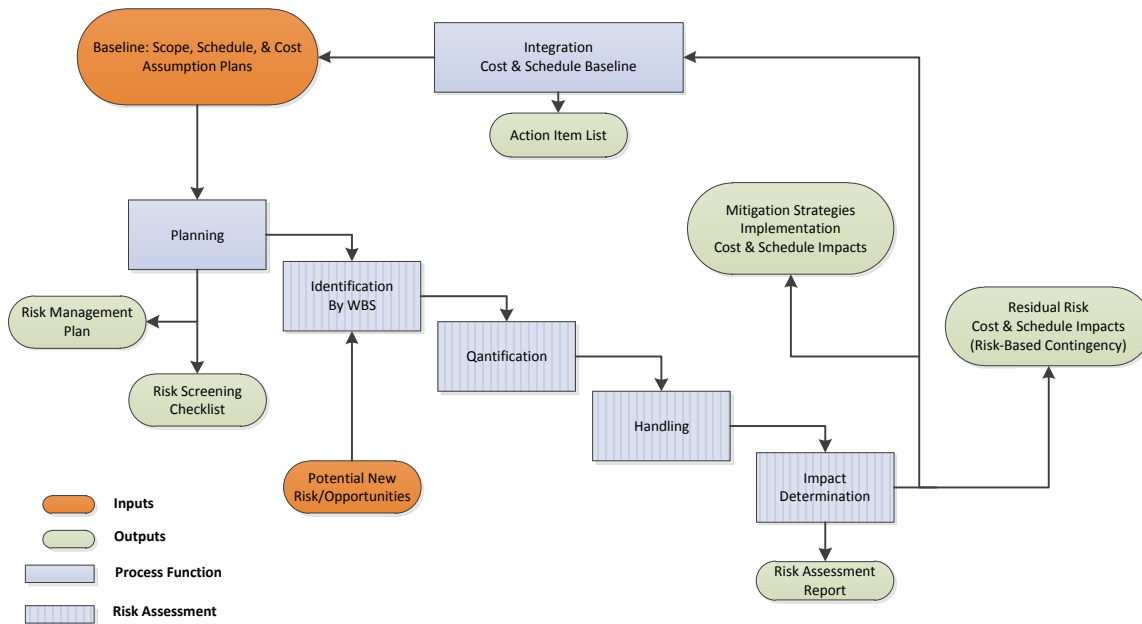 Baseline: Scope, Schedule, & Cost
Assumption Plans
Integration
Cost & Schedule Baseline
Action Item List
Planning
Mitigation Strategies
Implementation
Cost & Schedule Impacts
Identification
By WBS
Risk Management
Plan
Residual Risk
Cost & Schedule Impacts
(Risk-Based Contingency)
Qantification
Risk Screening
Checklist
Handling
Potential New
Risk/Opportunities
Impact
Determination
Risk Assessment
Report
Inputs
Outputs
Process Function
Risk Assessment